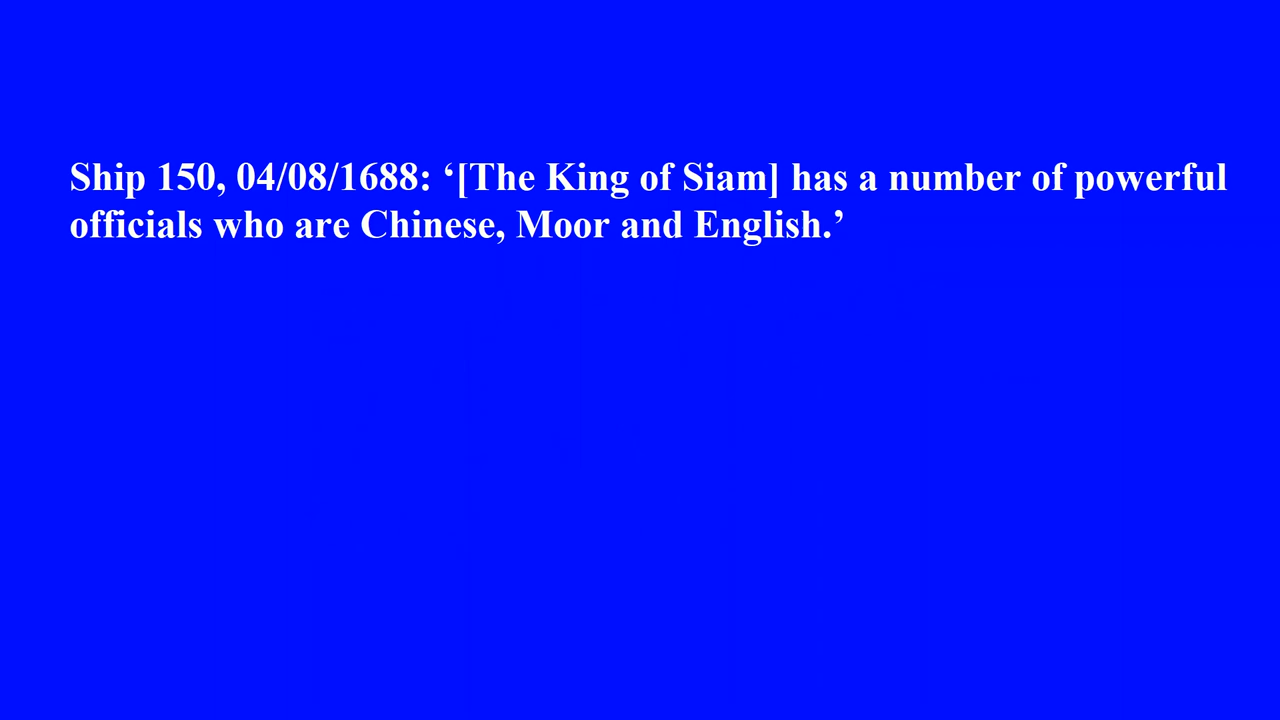 Ship 150, 04/08/1688: ‘[The King of Siam] has a number of powerful
officials who are Chinese, Moor and English.’